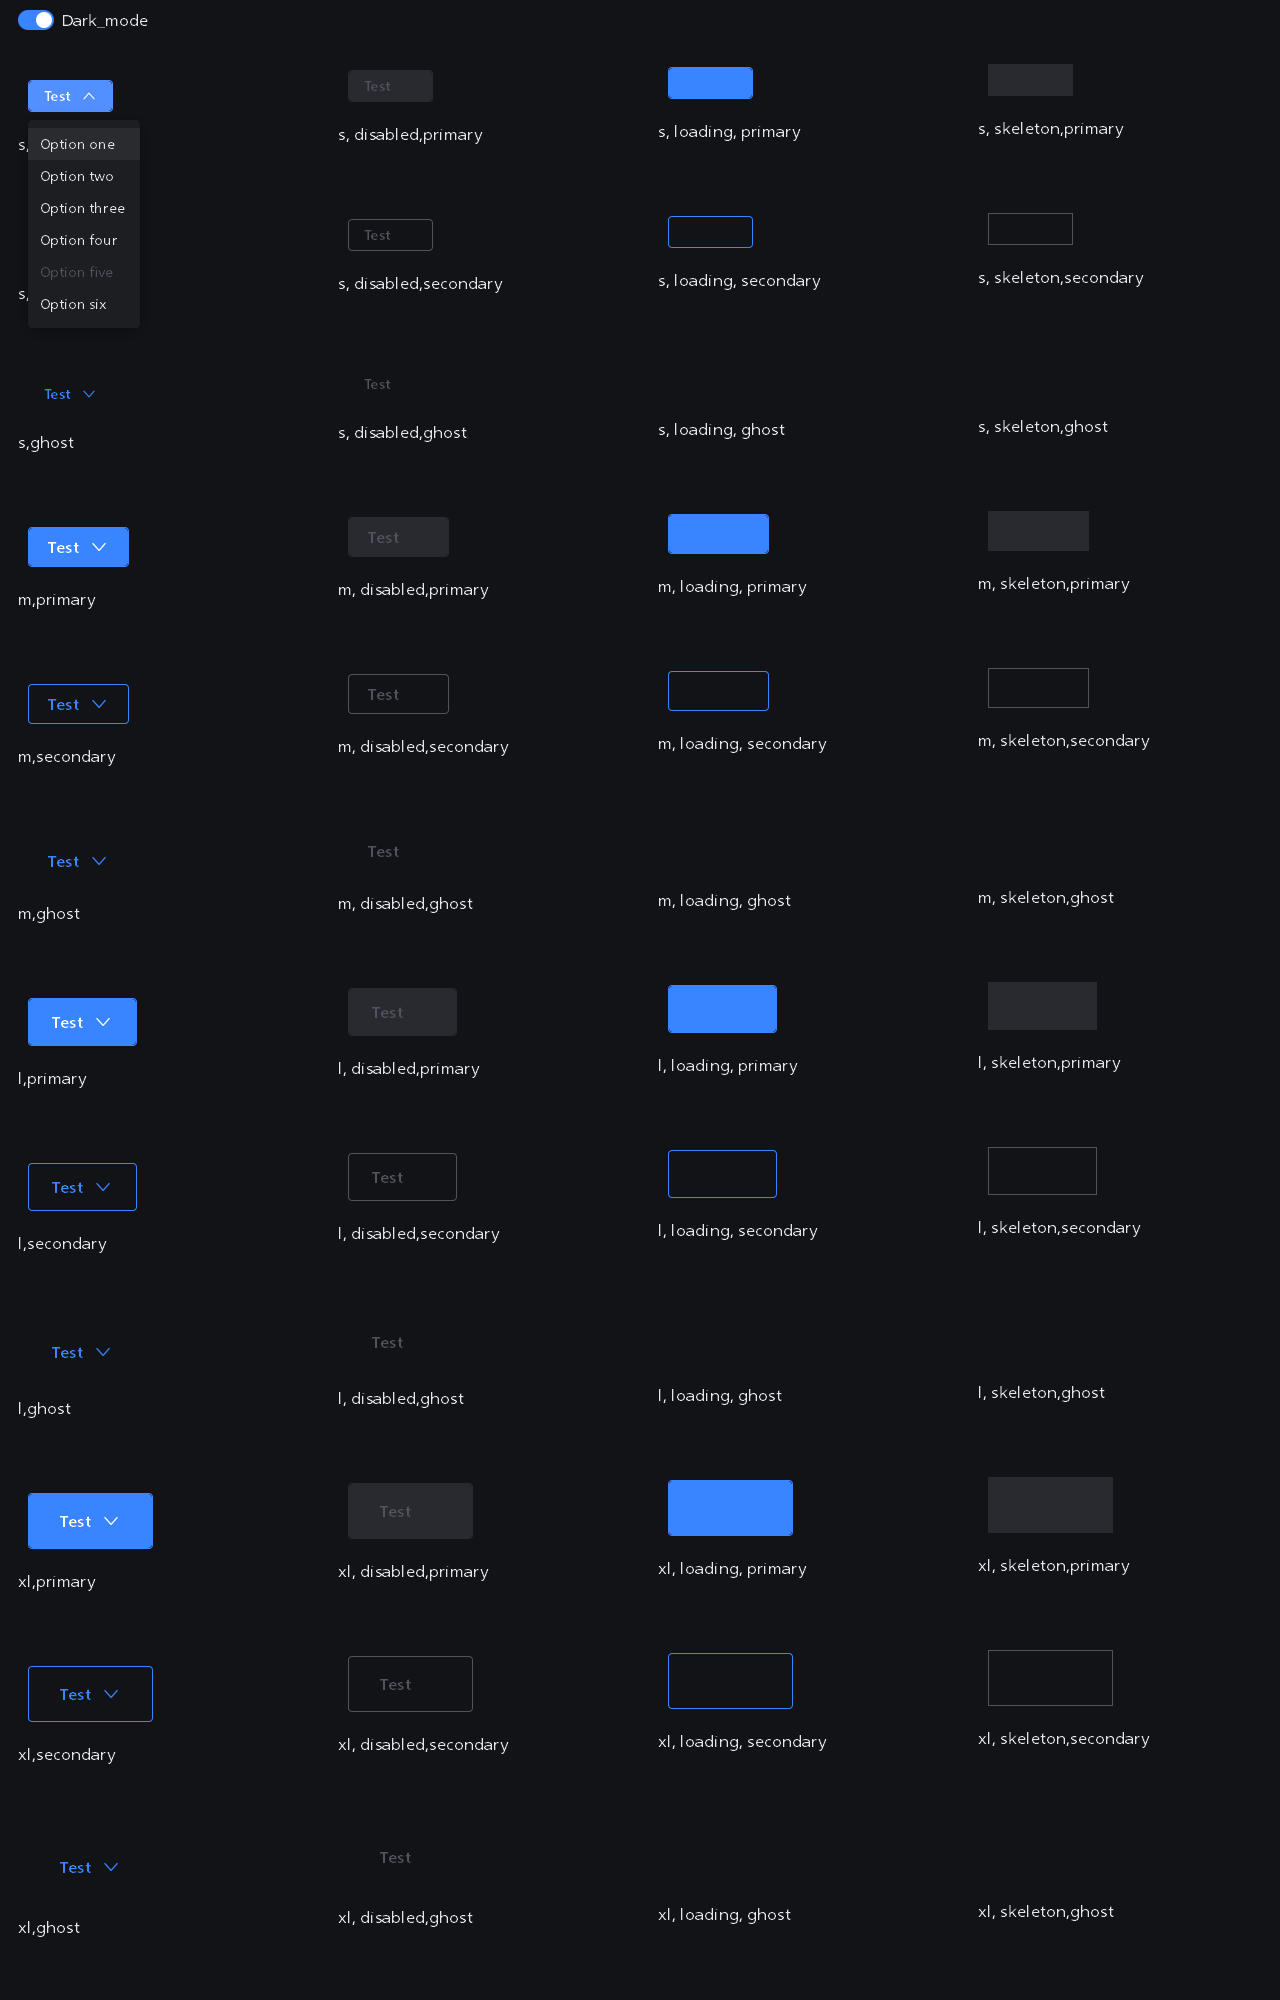 Dark_mode
Test
Test
s,
s, disabled,primary
s, loading, primary
s, skeleton,primary
Option one
Option two
Option three
Option four
Option five
Option six
Test
s,
s, disabled,secondary
s, loading, secondary
s, skeleton,secondary
Test
Test
s,ghost
s, disabled,ghost
s, loading, ghost
s, skeleton,ghost
Test
Test
m,primary
m, disabled,primary
m, loading, primary
m, skeleton,primary
Test
Test
m,secondary
m, disabled,secondary
m, loading, secondary
m, skeleton,secondary
Test
Test
m,ghost
m, disabled,ghost
m, loading, ghost
m, skeleton,ghost
Test
Test
l,primary
l, disabled,primary
l, loading, primary
l, skeleton,primary
Test
Test
l,secondary
l, disabled,secondary
l, loading, secondary
l, skeleton,secondary
Test
Test
l,ghost
l, disabled,ghost
l, loading, ghost
l, skeleton,ghost
Test
Test
xl,primary
xl, disabled,primary
xl, loading, primary
xl, skeleton,primary
Test
Test
xl,secondary
xl, disabled,secondary
xl, loading, secondary
xl, skeleton,secondary
Test
Test
xl,ghost
xl, disabled,ghost
xl, loading, ghost
xl, skeleton,ghost